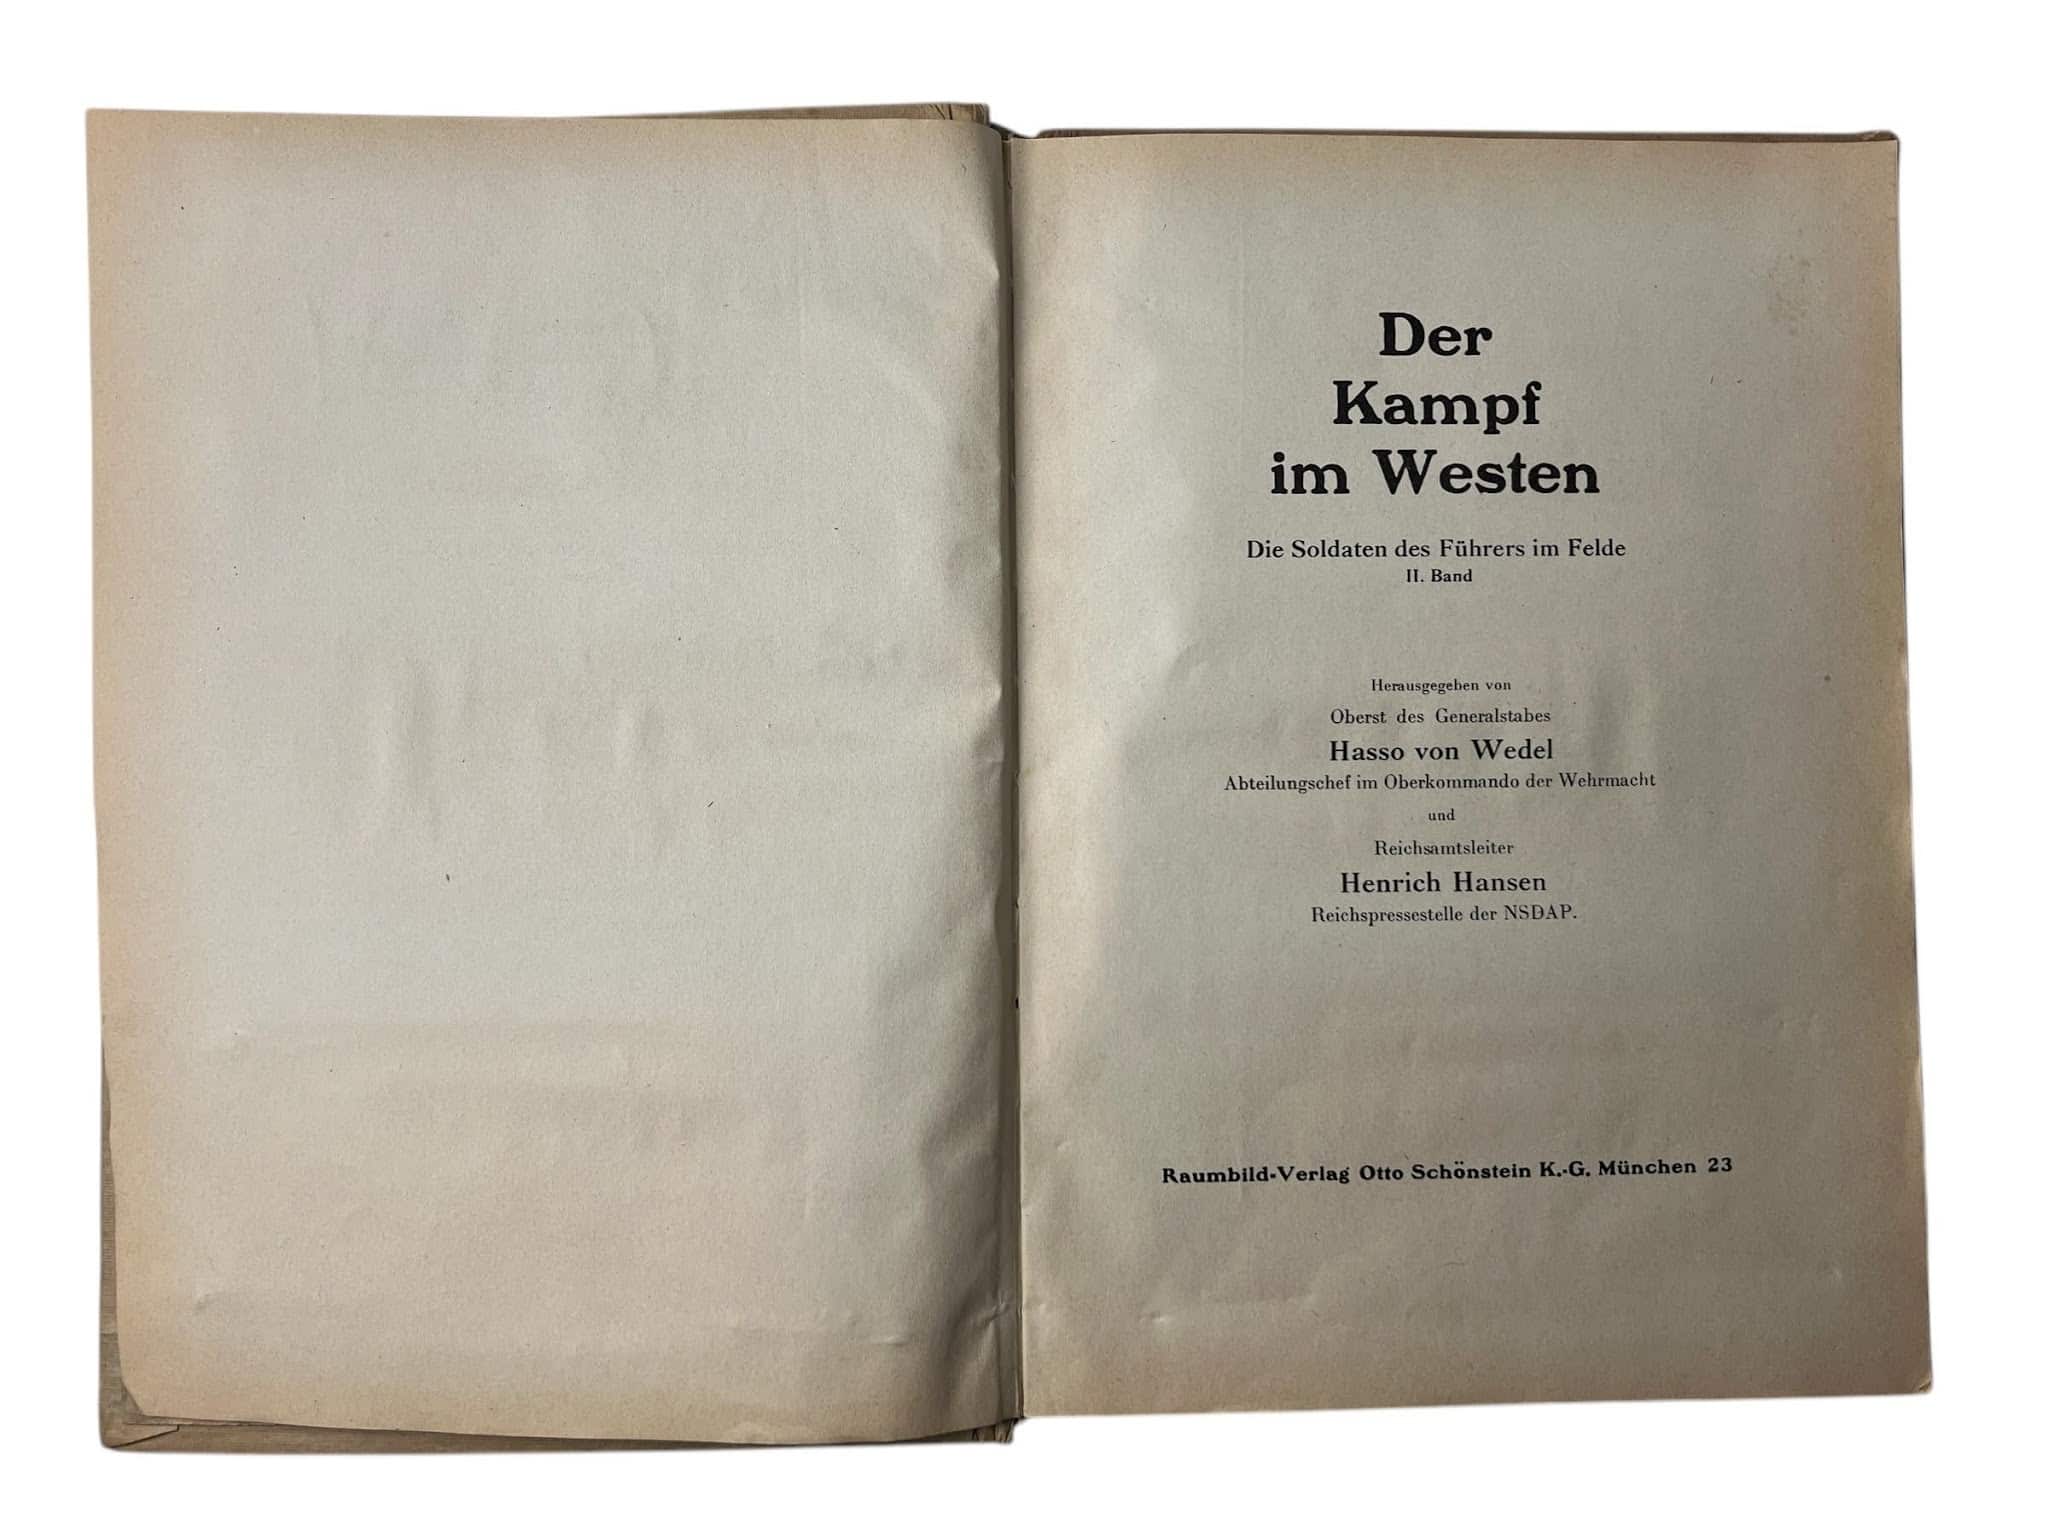 Der
Kampf
im Westen
Die Soldaten des Führers im Felde
II. Band
Herausgegeben von
Oberst des Generalstabes
Hasso von Wedel
Abteilungschef im Oberkommando der Wehrmacht
und
Reichsamtsleiter
Henrich Hansen
Reichspressestelle der NSDAP.
Raumbild-Verlag Otto Schönstein K.-G. München 23